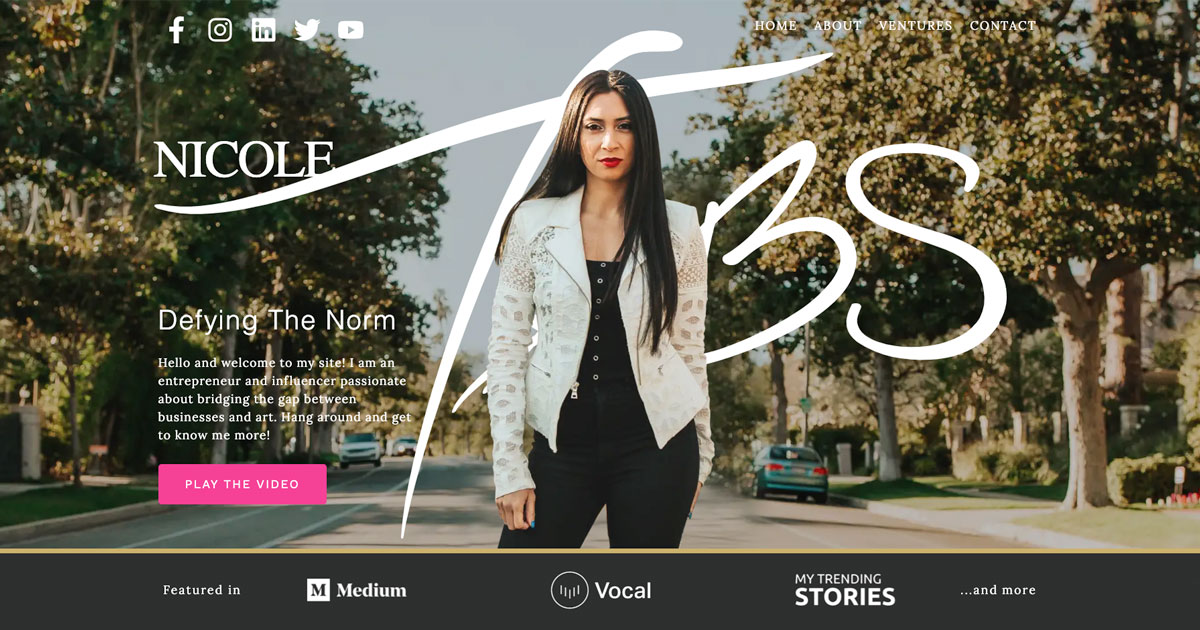 HOME ABOUT VENTURES CONTACT
NICOLE
TBS
Defying The Norm
Hello and welcome to my site! I am an
entrepreneur and influencer passionate
about bridging the gap between
businesses and art. Hang around and get
to know me more!
PLAY THE VIDEO
Featured in
M Medium
Vocal
MY TRENDING
STORIES
...and more